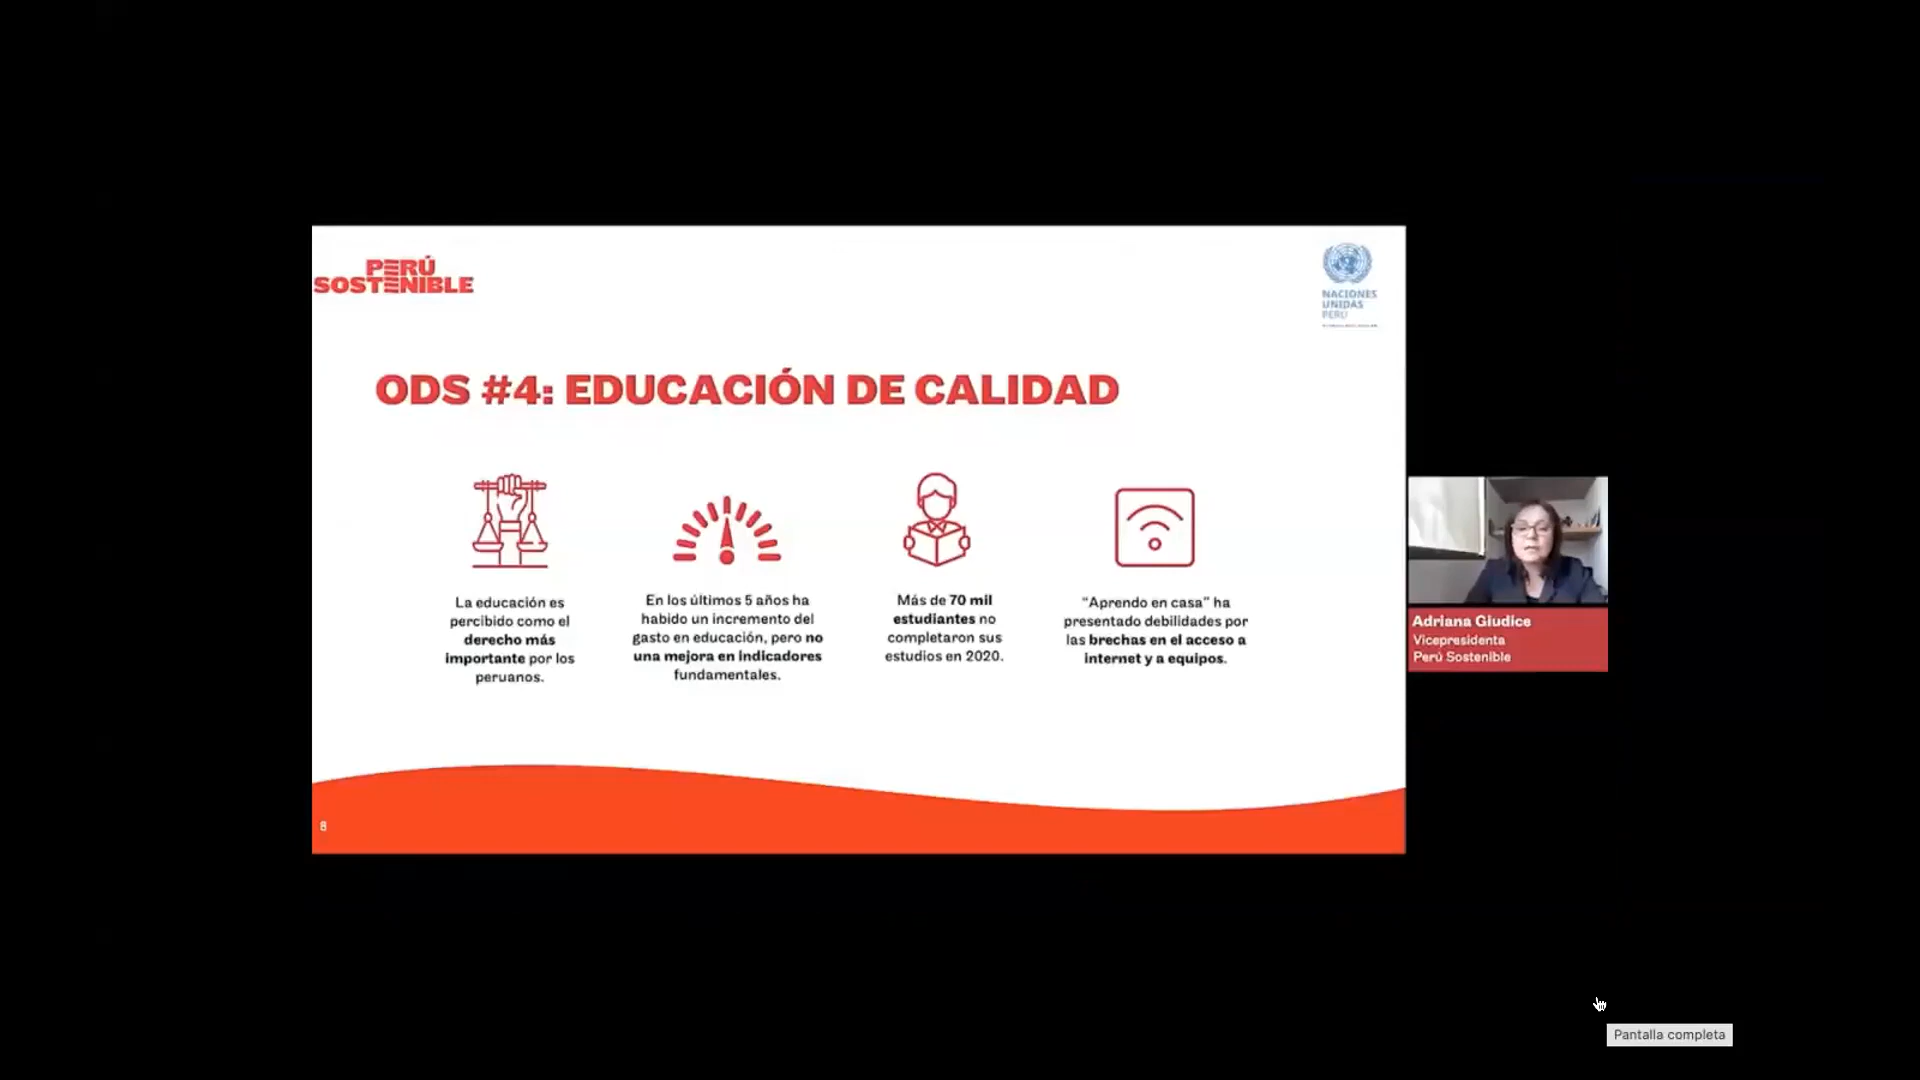 PERÚ
SOSTENIBLE
NACIONES
UNIDAS
PERÚ
ODS #4: EDUCACIÓN DE CALIDAD
La educación es
percibido como el
derecho más
importante por los
peruanos.
En los últimos 5 años ha
habido un incremento del
gasto en educación, pero no
una mejora en indicadores
fundamentales.
Más de 70 mil
estudiantes no
completaron sus
estudios en 2020.
“Aprendo en casa” ha
presentado debilidades por
las brechas en el acceso a
internet y a equipos.
Adriana Giudice
Vicepresidenta
Perú Sostenible
8
Pantalla completa